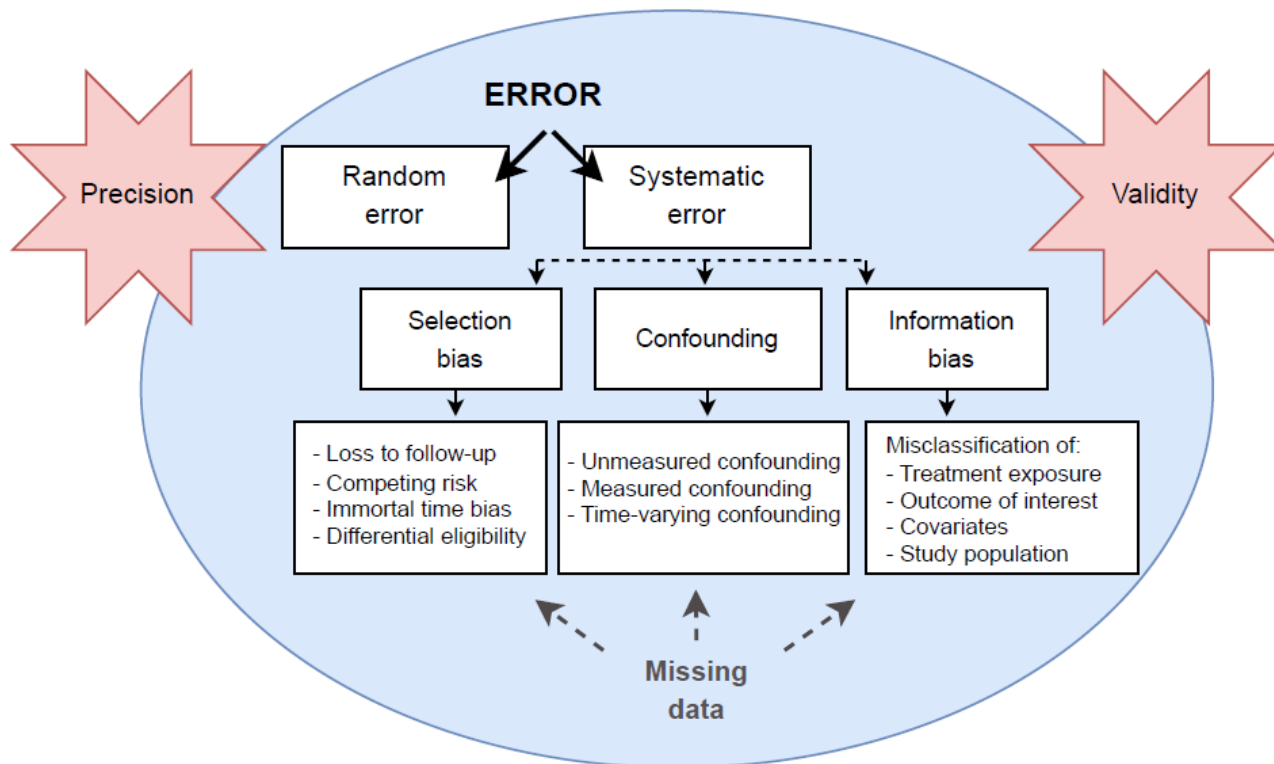 ERROR
Precision
Random
error
Systematic
error
Validity
Selection
bias
Confounding
Information
bias
- Loss to follow-up
- Competing risk
- Immortal time bias
- Differential eligibility
- Unmeasured confounding
- Measured confounding
- Time-varying confounding
Misclassification of:
- Treatment exposure
- Outcome of interest
- Covariates
- Study population
Missing
data